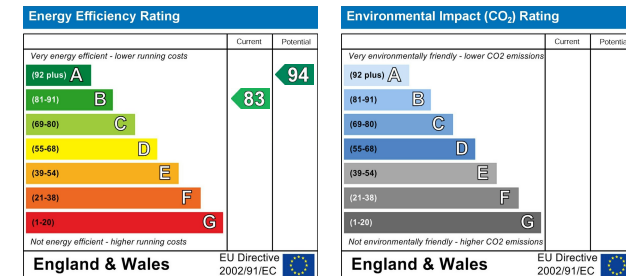 Energy Efficiency Rating
Current Potential
Very energy efficient - lower running costs
(92 plus) A
94
(81-91) B
83
(69-80) C
(55-68) D
(39-54) E
(21-38) F
(1-20) G
Not energy efficient - higher running costs
England & Wales
EU Directive
2002/91/EC
Environmental Impact (CO₂) Rating
Current Potentia
Very environmentally friendly - lower CO2 emissions
(92 plus) A
(81-91) B
(69-80) C
(55-68) D
(39-54) E
(21-38) F
(1-20) G
Not environmentally friendly - higher CO2 emissions
England & Wales
EU Directive
2002/91/EC